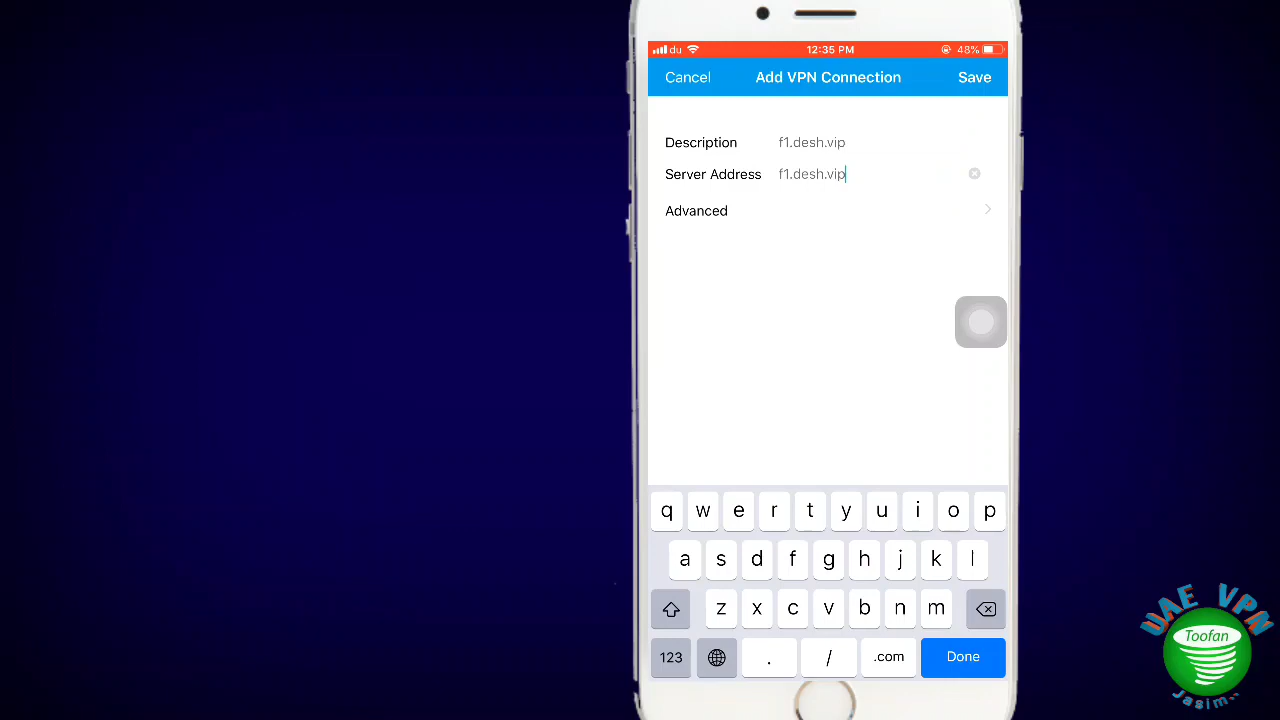 du 12:35 PM 48%
Cancel Add VPN Connection Save
Description f1.desh.vip
Server Address f1.desh.vip
Advanced
q w e r t y u i o p
a s d f g h j k l
z x c v b n m
123 . / .com Done
UAE VPN
Toofan
Jasim..